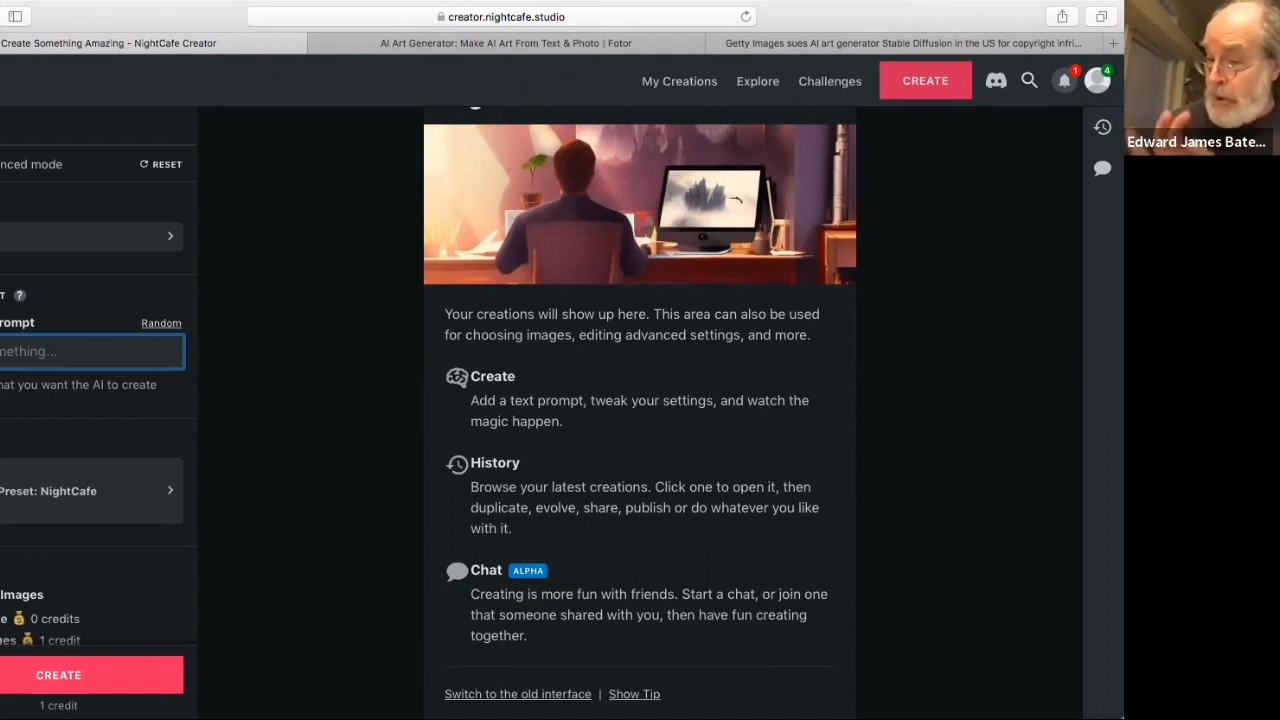 creator.nightcafe.studio
Create Something Amazing - NightCafe Creator
AI Art Generator: Make AI Art From Text & Photo | Fotor
Getty Images sues AI art generator Stable Diffusion in the US for copyright infri...
My Creations
Explore
Challenges
CREATE
1
4
Edward James Bate...
nced mode
RESET
T ?
rompt
Random
mething...
hat you want the AI to create
Preset: NightCafe
Images
e 0 credits
ges 1 credit
CREATE
1 credit
Your creations will show up here. This area can also be used
for choosing images, editing advanced settings, and more.
Create
Add a text prompt, tweak your settings, and watch the
magic happen.
History
Browse your latest creations. Click one to open it, then
duplicate, evolve, share, publish or do whatever you like
with it.
Chat ALPHA
Creating is more fun with friends. Start a chat, or join one
that someone shared with you, then have fun creating
together.
Switch to the old interface | Show Tip